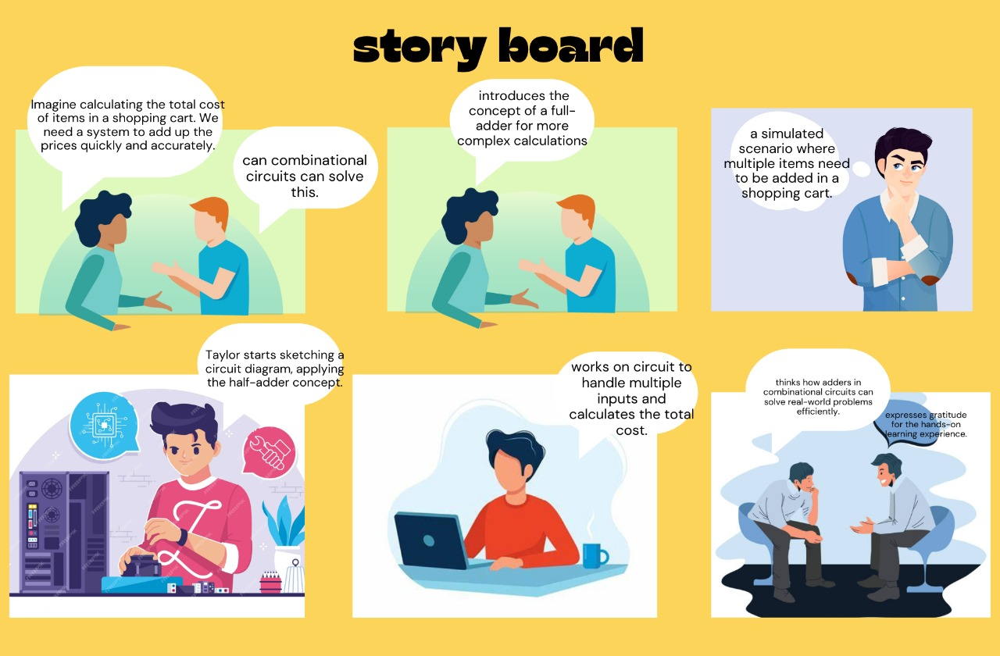 story board
Imagine calculating the total cost
of items in a shopping cart. We
need a system to add up the
prices quickly and accurately.
can combinational
circuits can solve
this.
introduces the
concept of a full-
adder for more
complex calculations
a simulated
scenario where
multiple items need
to be added in a
shopping cart.
Taylor starts sketching a
circuit diagram, applying
the half-adder concept.
works on circuit to
handle multiple
inputs and
calculates the total
cost.
thinks how adders in
combinational circuits can
solve real-world problems
efficiently.
expresses gratitude
for the hands-on
learning experience.